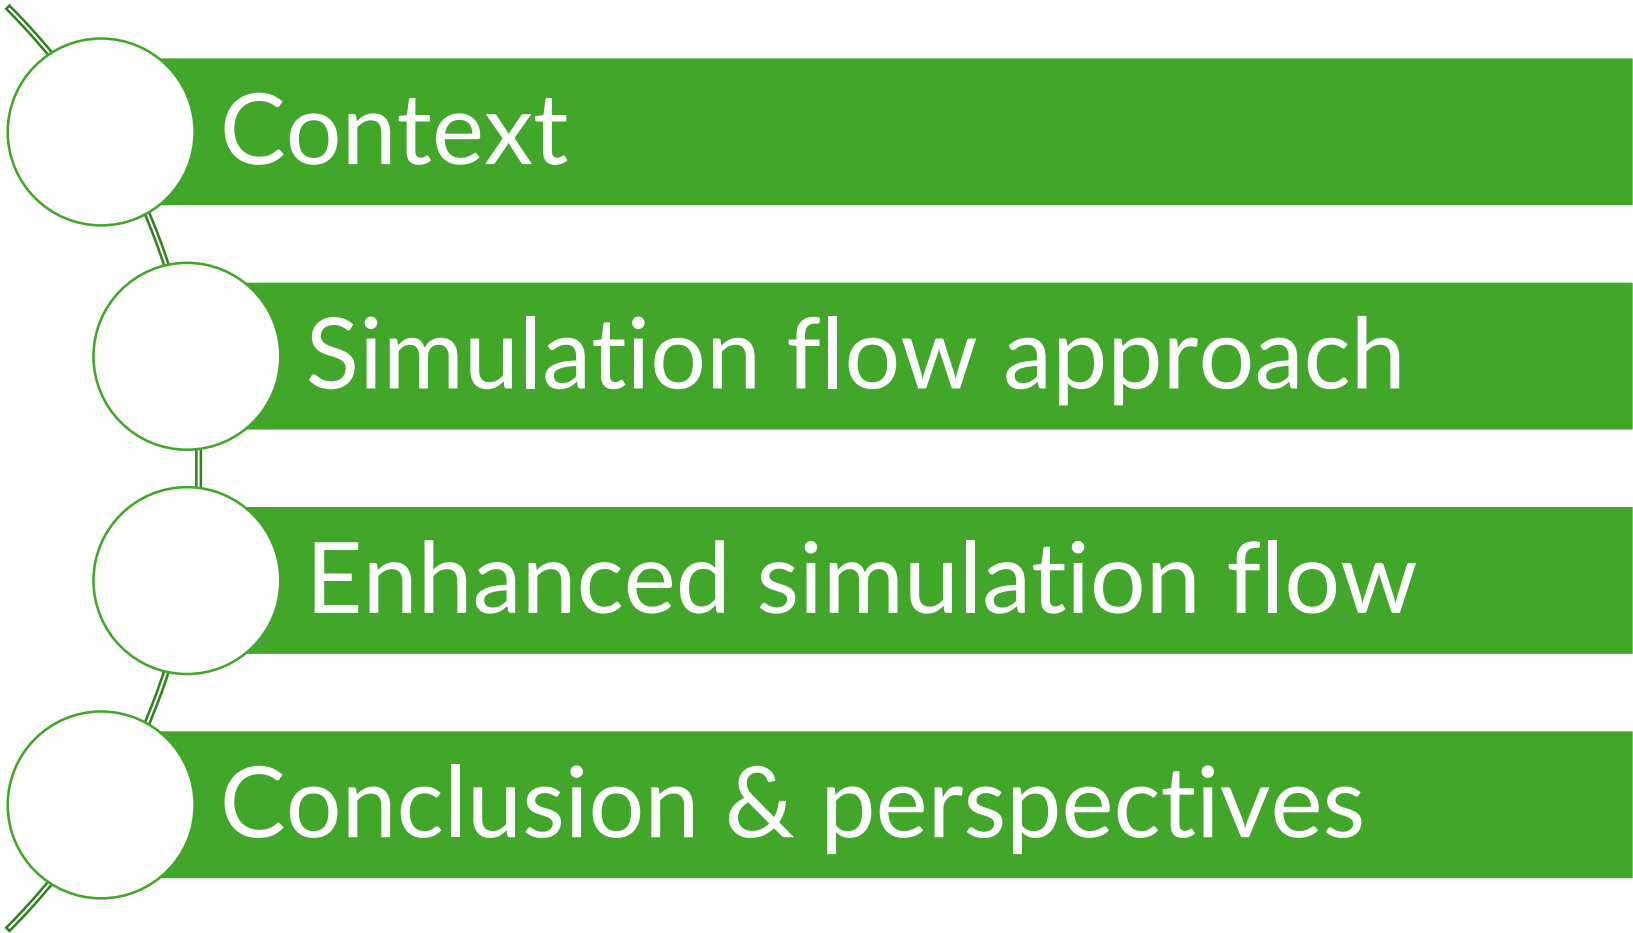 Context
Simulation flow approach
Enhanced simulation flow
Conclusion & perspectives